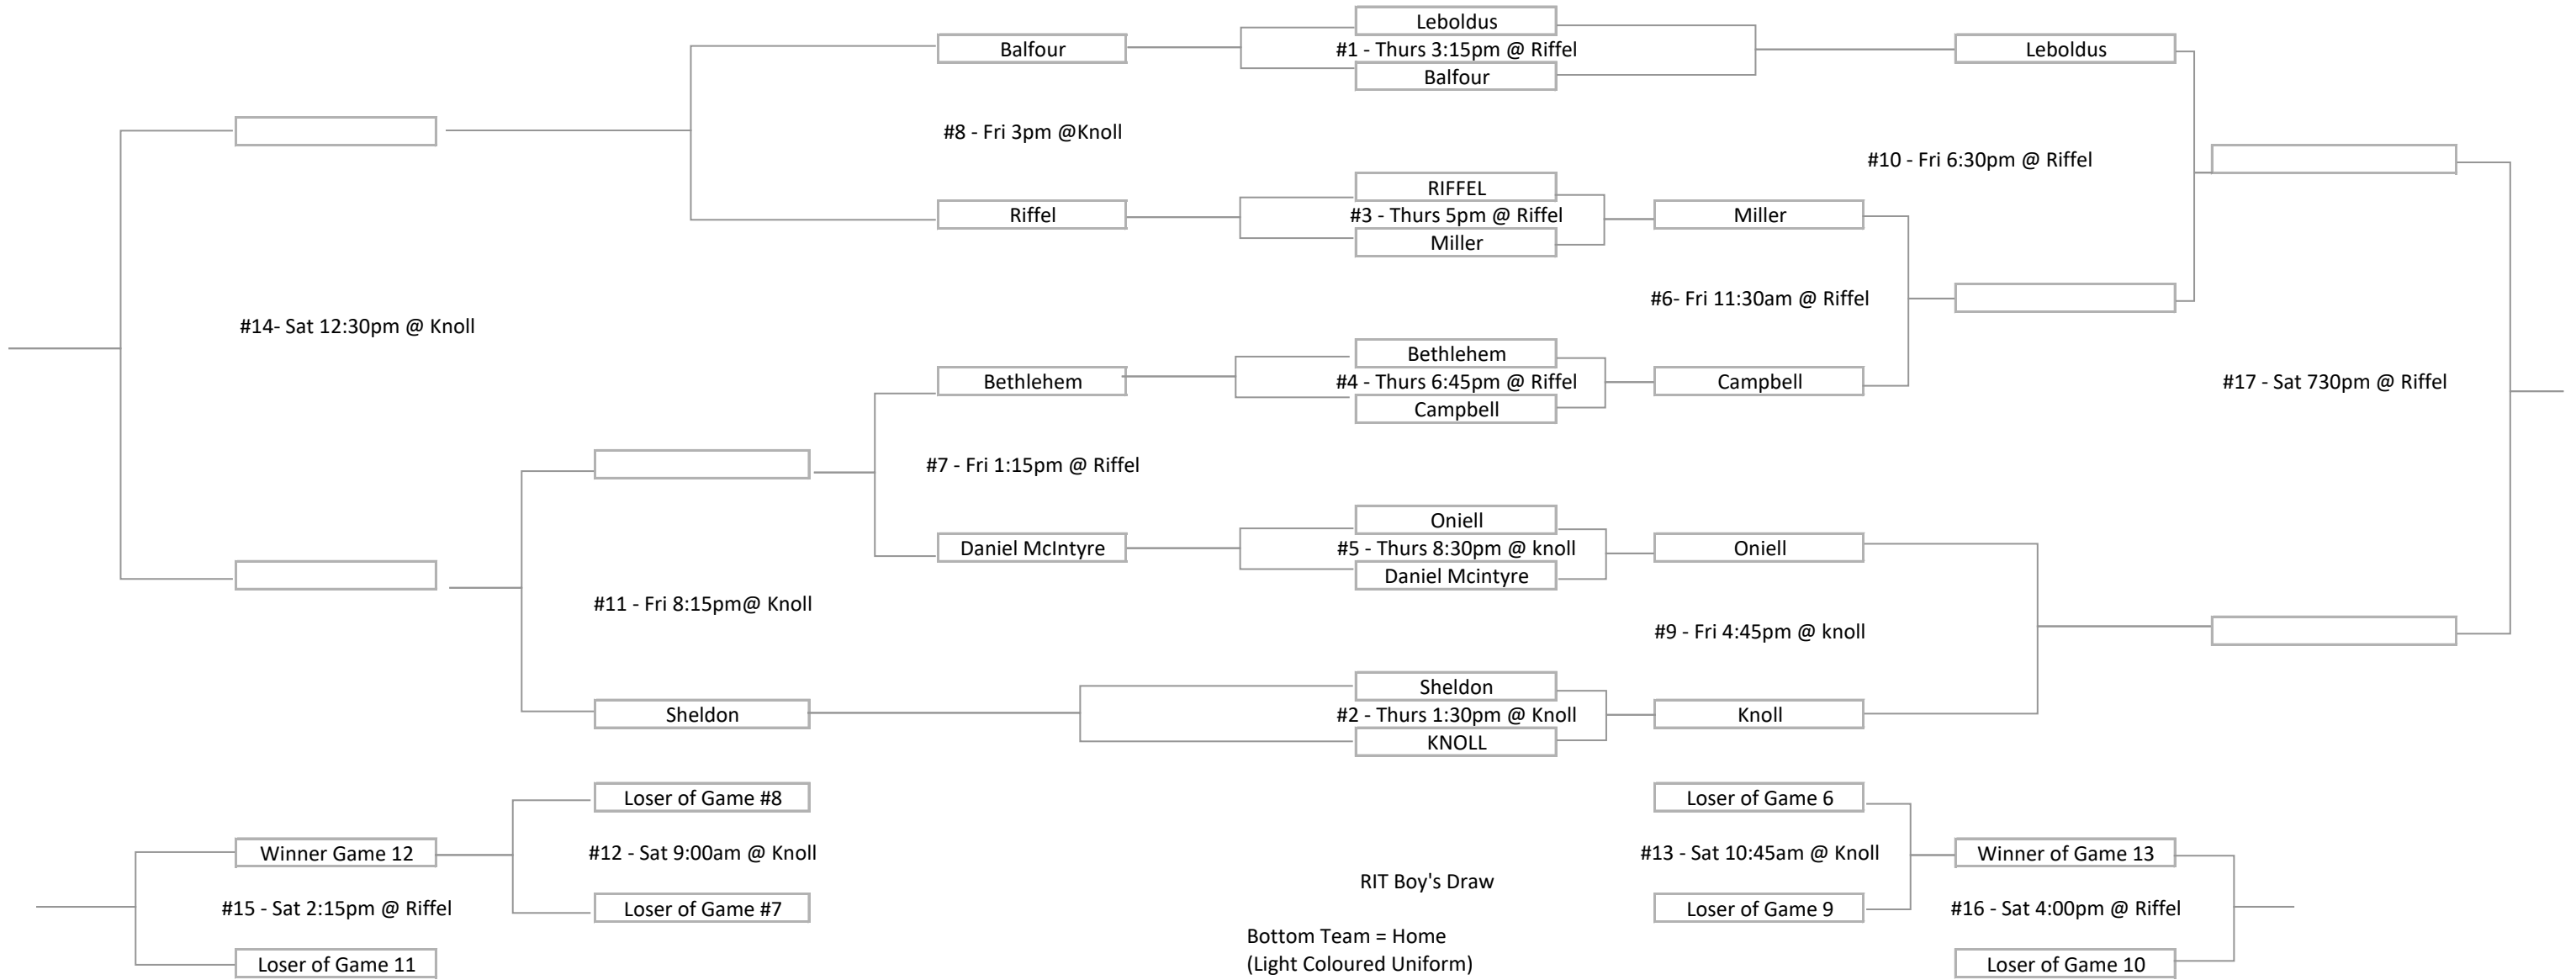 Leboldus
Balfour
#1 - Thurs 3:15pm @ Riffel
Leboldus
Balfour
#8 - Fri 3pm @Knoll
#10 - Fri 6:30pm @ Riffel
RIFFEL
Riffel
#3 - Thurs 5pm @ Riffel
Miller
Miller
#6- Fri 11:30am @ Riffel
#14- Sat 12:30pm @ Knoll
Bethlehem
Bethlehem
#4 - Thurs 6:45pm @ Riffel
Campbell
#17 - Sat 730pm @ Riffel
Campbell
#7 - Fri 1:15pm @ Riffel
Oniell
Daniel McIntyre
#5 - Thurs 8:30pm @ knoll
Oniell
Daniel Mcintyre
#11 - Fri 8:15pm@ Knoll
#9 - Fri 4:45pm @ knoll
Sheldon
Sheldon
#2 - Thurs 1:30pm @ Knoll
Knoll
KNOLL
Loser of Game #8
Loser of Game 6
Winner Game 12
#12 - Sat 9:00am @ Knoll
#13 - Sat 10:45am @ Knoll
Winner of Game 13
RIT Boy's Draw
#15 - Sat 2:15pm @ Riffel
Loser of Game #7
Loser of Game 9
#16 - Sat 4:00pm @ Riffel
Bottom Team = Home
(Light Coloured Uniform)
Loser of Game 11
Loser of Game 10